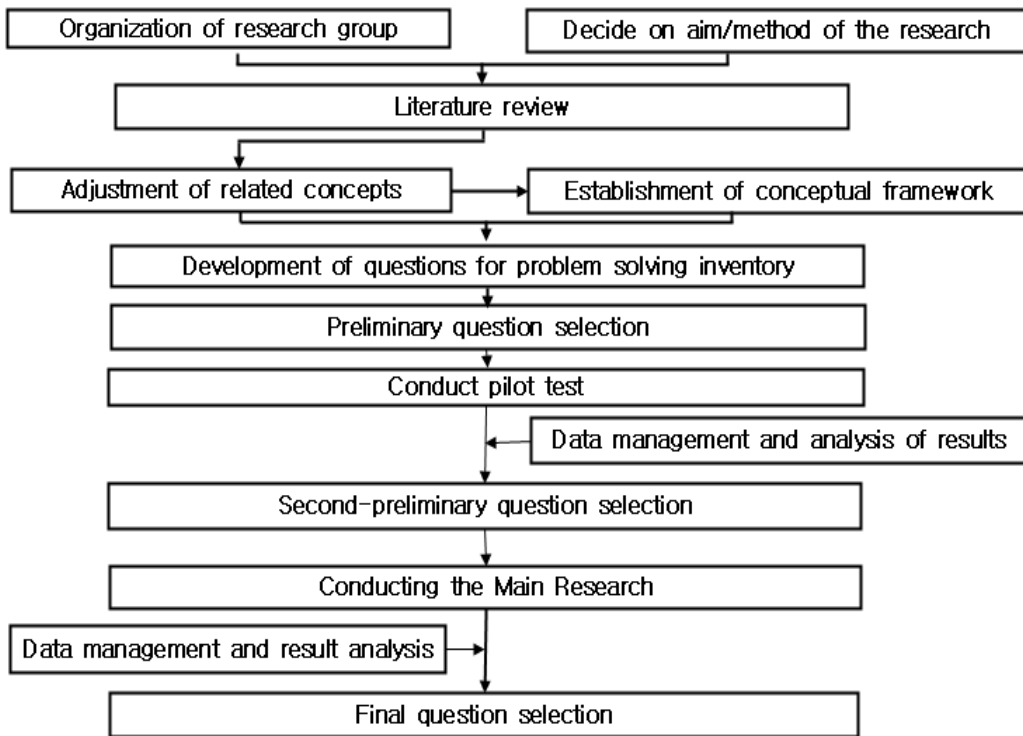 Organization of research group
Decide on aim/method of the research
Literature review
Adjustment of related concepts
Establishment of conceptual framework
Development of questions for problem solving inventory
Preliminary question selection
Conduct pilot test
Data management and analysis of results
Second-preliminary question selection
Conducting the Main Research
Data management and result analysis
Final question selection